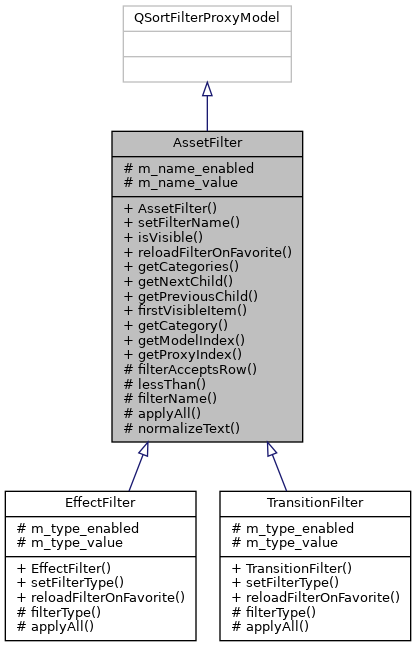 QSortFilterProxyModel
AssetFilter
# m_name_enabled
# m_name_value
+ AssetFilter()
+ setFilterName()
+ isVisible()
+ reloadFilterOnFavorite()
+ getCategories()
+ getNextChild()
+ getPreviousChild()
+ firstVisibleItem()
+ getCategory()
+ getModelIndex()
+ getProxyIndex()
# filterAcceptsRow()
# lessThan()
# filterName()
# applyAll()
# normalizeText()
EffectFilter
# m_type_enabled
# m_type_value
+ EffectFilter()
+ setFilterType()
+ reloadFilterOnFavorite()
# filterType()
# applyAll()
TransitionFilter
# m_type_enabled
# m_type_value
+ TransitionFilter()
+ setFilterType()
+ reloadFilterOnFavorite()
# filterType()
# applyAll()